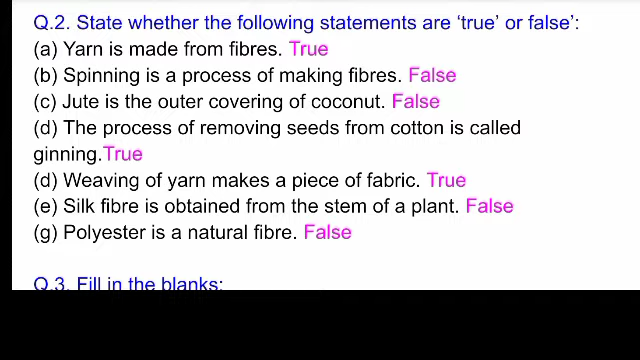 Q.2. State whether the following statements are ‘true’ or false’:
(a) Yarn is made from fibres. True
(b) Spinning is a process of making fibres. False
(c) Jute is the outer covering of coconut. False
(d) The process of removing seeds from cotton is called
ginning.True
(d) Weaving of yarn makes a piece of fabric. True
(e) Silk fibre is obtained from the stem of a plant. False
(g) Polyester is a natural fibre. False
Q.3. Fill in the blanks: